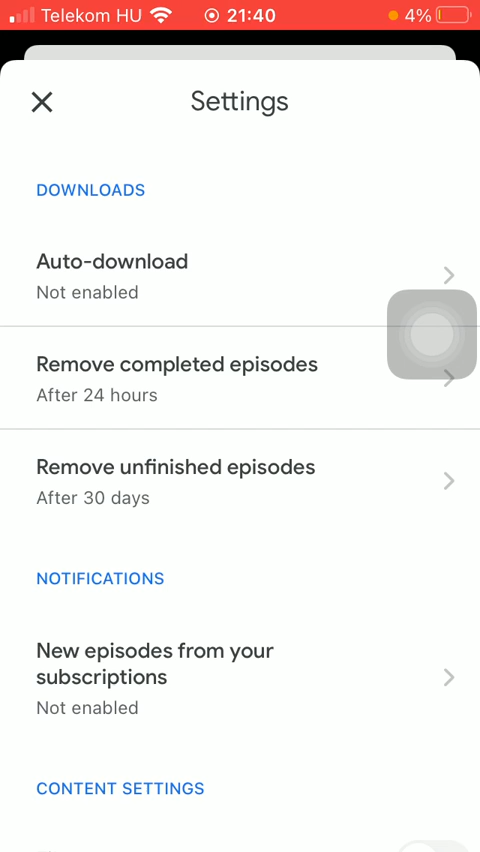 Telekom HU 21:40 4%
Settings
DOWNLOADS
Auto-download
Not enabled
Remove completed episodes
After 24 hours
Remove unfinished episodes
After 30 days
NOTIFICATIONS
New episodes from your
subscriptions
Not enabled
CONTENT SETTINGS